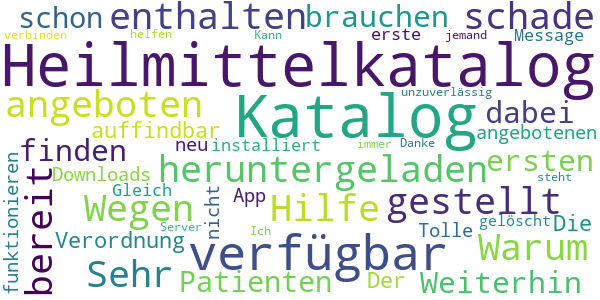 schon enthalten brauchen schade
verbinden helfen Kann erste jemand Message
Heilmittelkatalog
angeboten Katalog unzuverlässig dabei
auffindbar angebotenen
finden neu installiert immer Danke
Downloads heruntergeladen ersten
funktionieren bereit Gleich nicht App steht
Wegen Hilfe gestellt
Verordnung Server Ich Tolle gelöscht Die
Sehr verfügbar Warum
Patienten Der Weiterhin